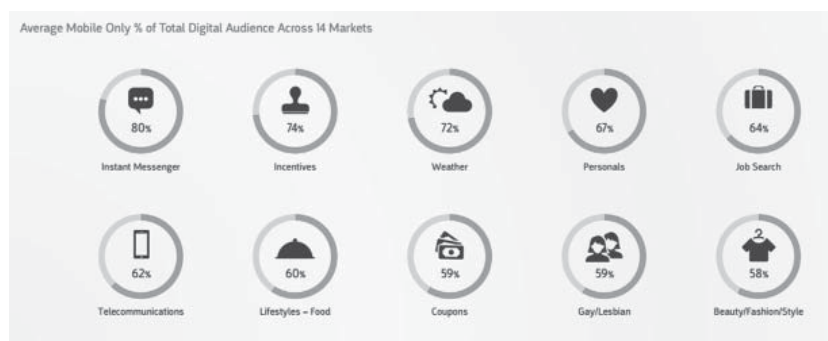 Average Mobile Only % of Total Digital Audience Across 14 Markets
80%
74%
72%
67%
64%
Instant Messenger
Incentives
Weather
Personals
Job Search
62%
60%
59%
59%
58%
Telecommunications
Lifestyles – Food
Coupons
Gay/Lesbian
Beauty/Fashion/Style